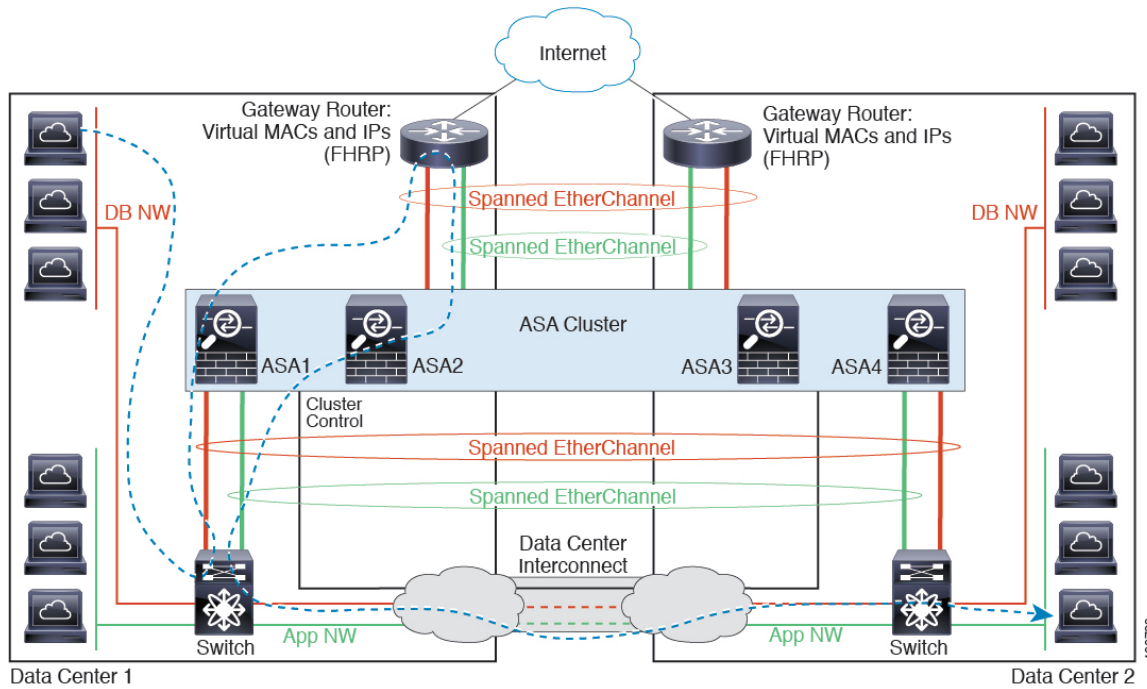 Internet
Gateway Router:
Virtual MACs and IPs
(FHRP)
Gateway Router:
Virtual MACs and IPs
(FHRP)
DB NW
Spanned EtherChannel
DB NW
Spanned EtherChannel
ASA Cluster
ASA1
ASA2
ASA3
ASA4
Cluster
Control
Spanned EtherChannel
Spanned EtherChannel
Data Center
Interconnect
App NW
App NW
Switch
Switch
Data Center 1
Data Center 2